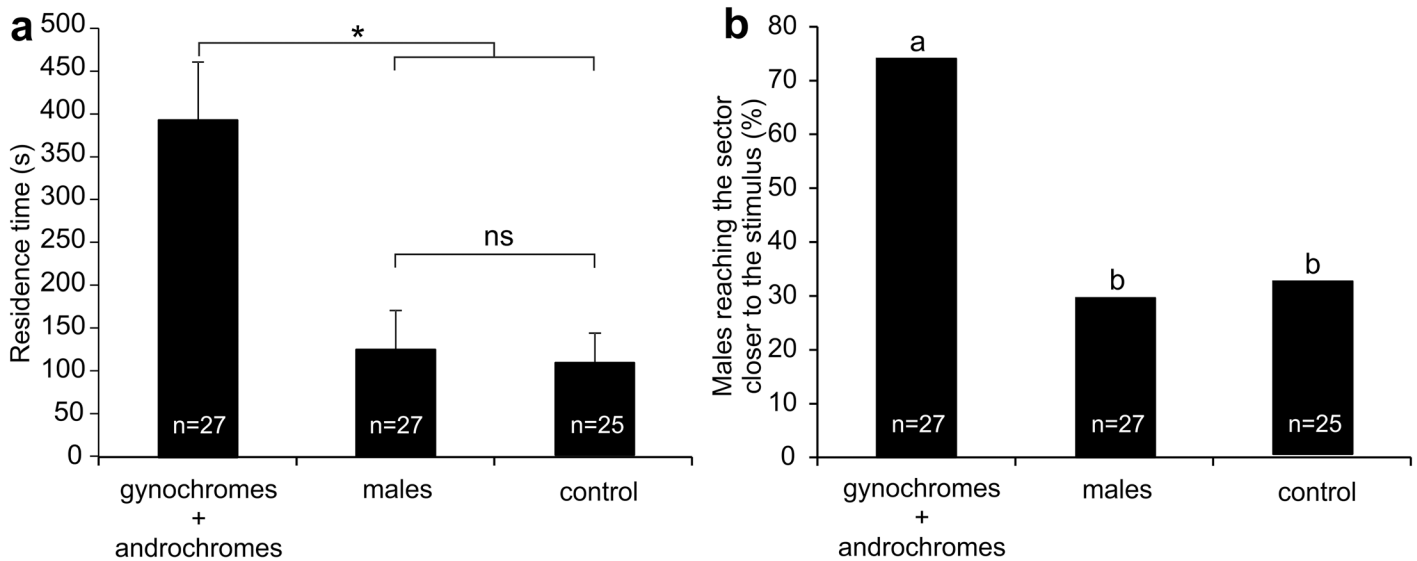 a
Residence time (s)
500
450
400
350
300
250
200
150
100
50
0
*
ns
n=27
n=27
n=25
gynochromes
+
androchromes
males
control
b
Males reaching the sector
closer to the stimulus (%)
80
70
60
50
40
30
20
10
0
a
b
b
n=27
n=27
n=25
gynochromes
+
androchromes
males
control